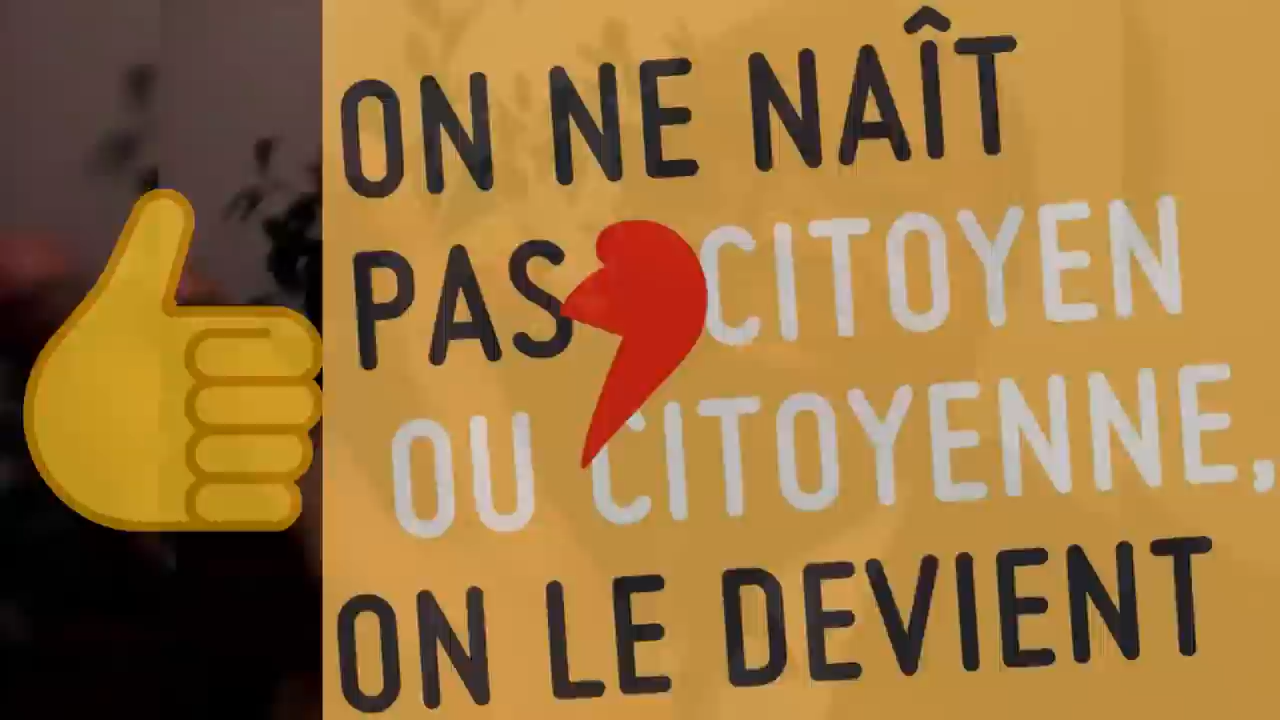 ON NE NAÎT
PAS CITOYEN
OU CITOYENNE,
ON LE DEVIENT